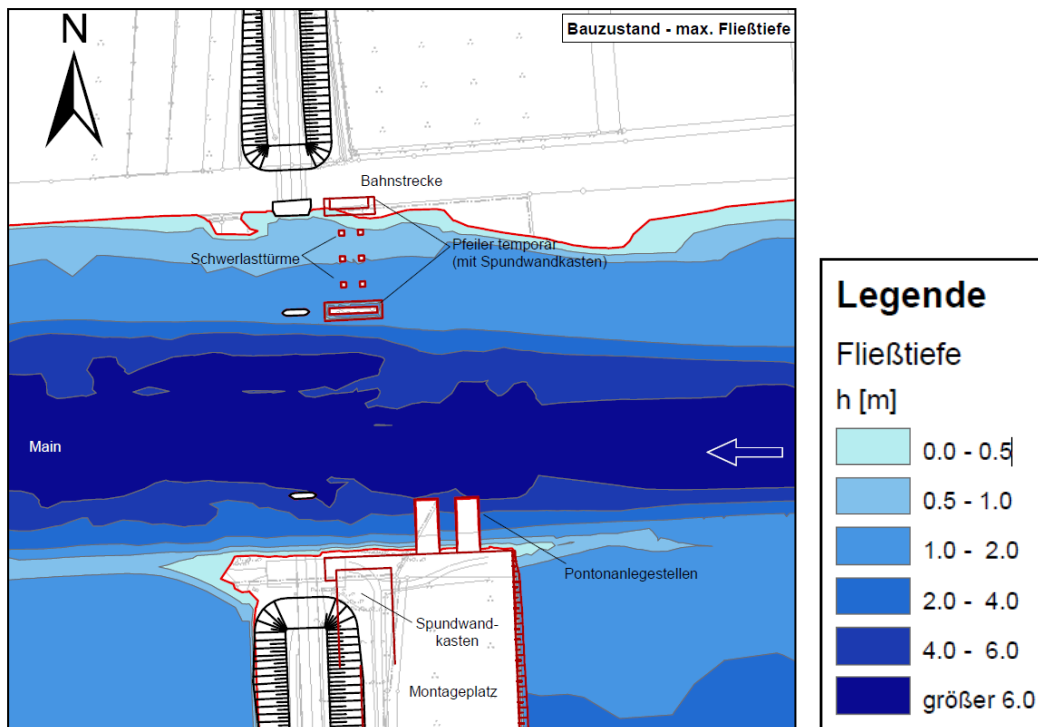 Bauzustand - max. Fließtiefe
N
Bahnstrecke
Schwerlasttürme
Pfeiler temporär
(mit Spundwandkasten)
Main
Pontonanlegestellen
Spundwand-
kasten
Montageplatz
Legende
Fließtiefe
h [m]
0.0 - 0.5
0.5 - 1.0
1.0 - 2.0
2.0 - 4.0
4.0 - 6.0
größer 6.0